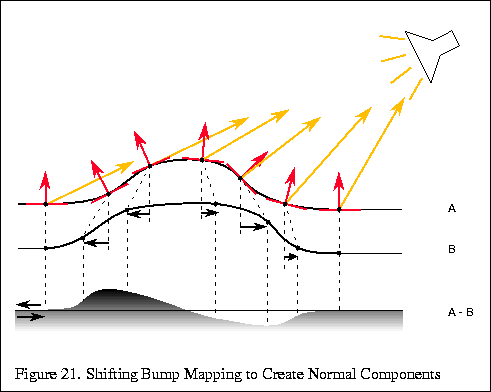 A
B
A - B
Figure 21. Shifting Bump Mapping to Create Normal Components